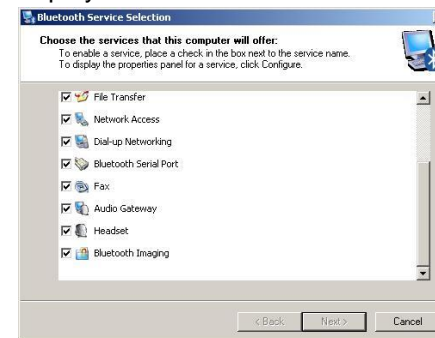 Bluetooth Service Selection
Choose the services that this computer will offer:
To enable a service, place a check in the box next to the service name.
To display the properties panel for a service, click Configure.
File Transfer
Network Access
Dial-up Networking
Bluetooth Serial Port
Fax
Audio Gateway
Headset
Bluetooth Imaging
< Back
Next >
Cancel